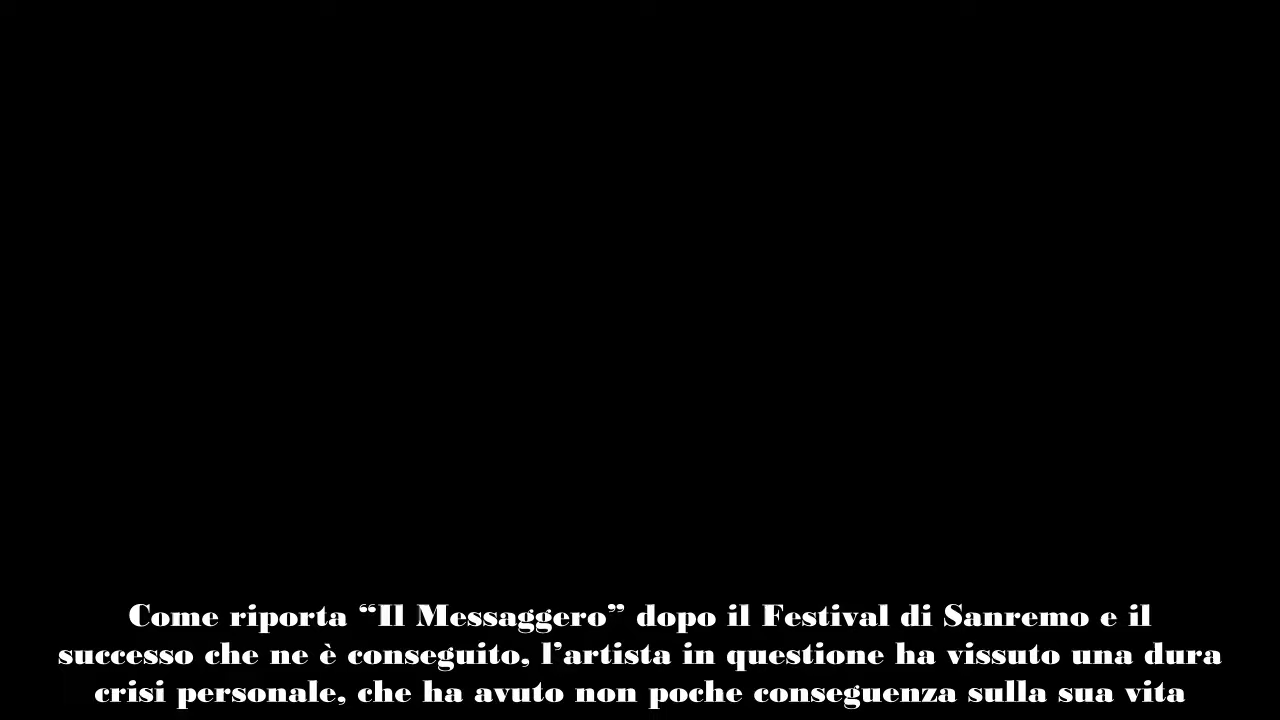 Come riporta “Il Messaggero” dopo il Festival di Sanremo e il
successo che ne è conseguito, l’artista in questione ha vissuto una dura
crisi personale, che ha avuto non poche conseguenza sulla sua vita